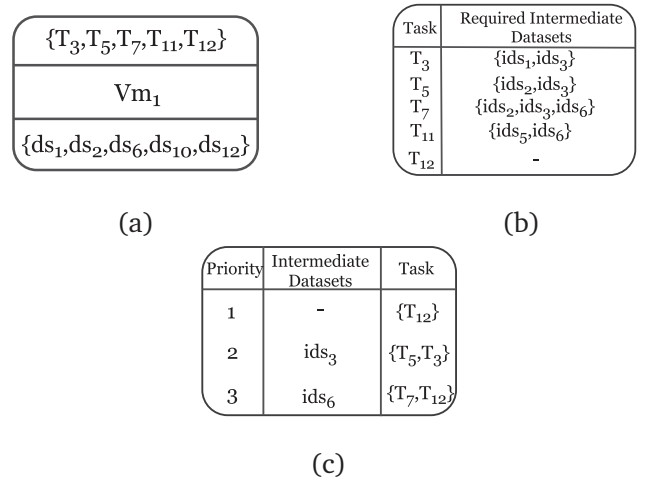 {T₃,T₅,T₇,T₁₁,T₁₂}
Vm₁
{ds₁,ds₂,ds₆,ds₁₀,ds₁₂}
(a)
Task Required Intermediate Datasets
T₃ {ids₁,ids₃}
T₅ {ids₂,ids₃}
T₇ {ids₂,ids₃,ids₆}
T₁₁ {ids₅,ids₆}
T₁₂ -
(b)
Priority Intermediate Datasets Task
1 - {T₁₂}
2 ids₃ {T₅,T₃}
3 ids₆ {T₇,T₁₂}
(c)